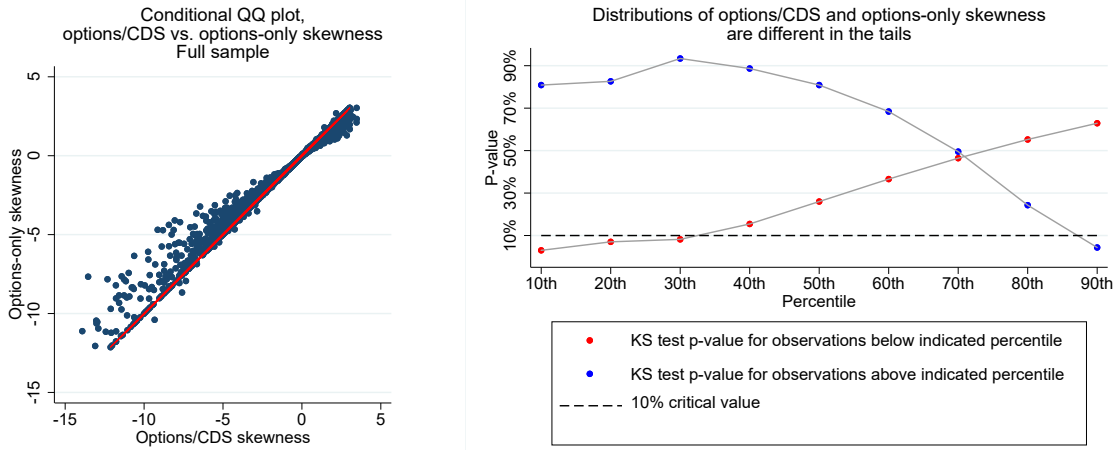 Conditional QQ plot,
options/CDS vs. options-only skewness
Full sample
5
0
-5
-10
-15
Options-only skewness
-15
-10
-5
0
5
Options/CDS skewness
Distributions of options/CDS and options-only skewness
are different in the tails
90%
70%
50%
30%
10%
P-value
10th
20th
30th
40th
50th
60th
70th
80th
90th
Percentile
KS test p-value for observations below indicated percentile
KS test p-value for observations above indicated percentile
10% critical value